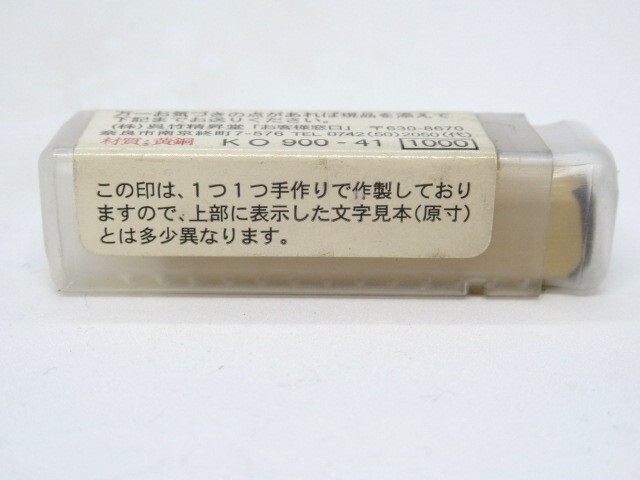 万一お気づきの点があれば現品を添えて
下記までお送りください。
(株)呉竹精昇堂「お客様窓口」 〒630-8670
奈良市南京終町7-576 TEL 0742(50)2050(代)
材質:黄銅 KO 900-41 1000
この印は、1つ1つ手作りで作製しており
ますので、上部に表示した文字見本(原寸)
とは多少異なります。